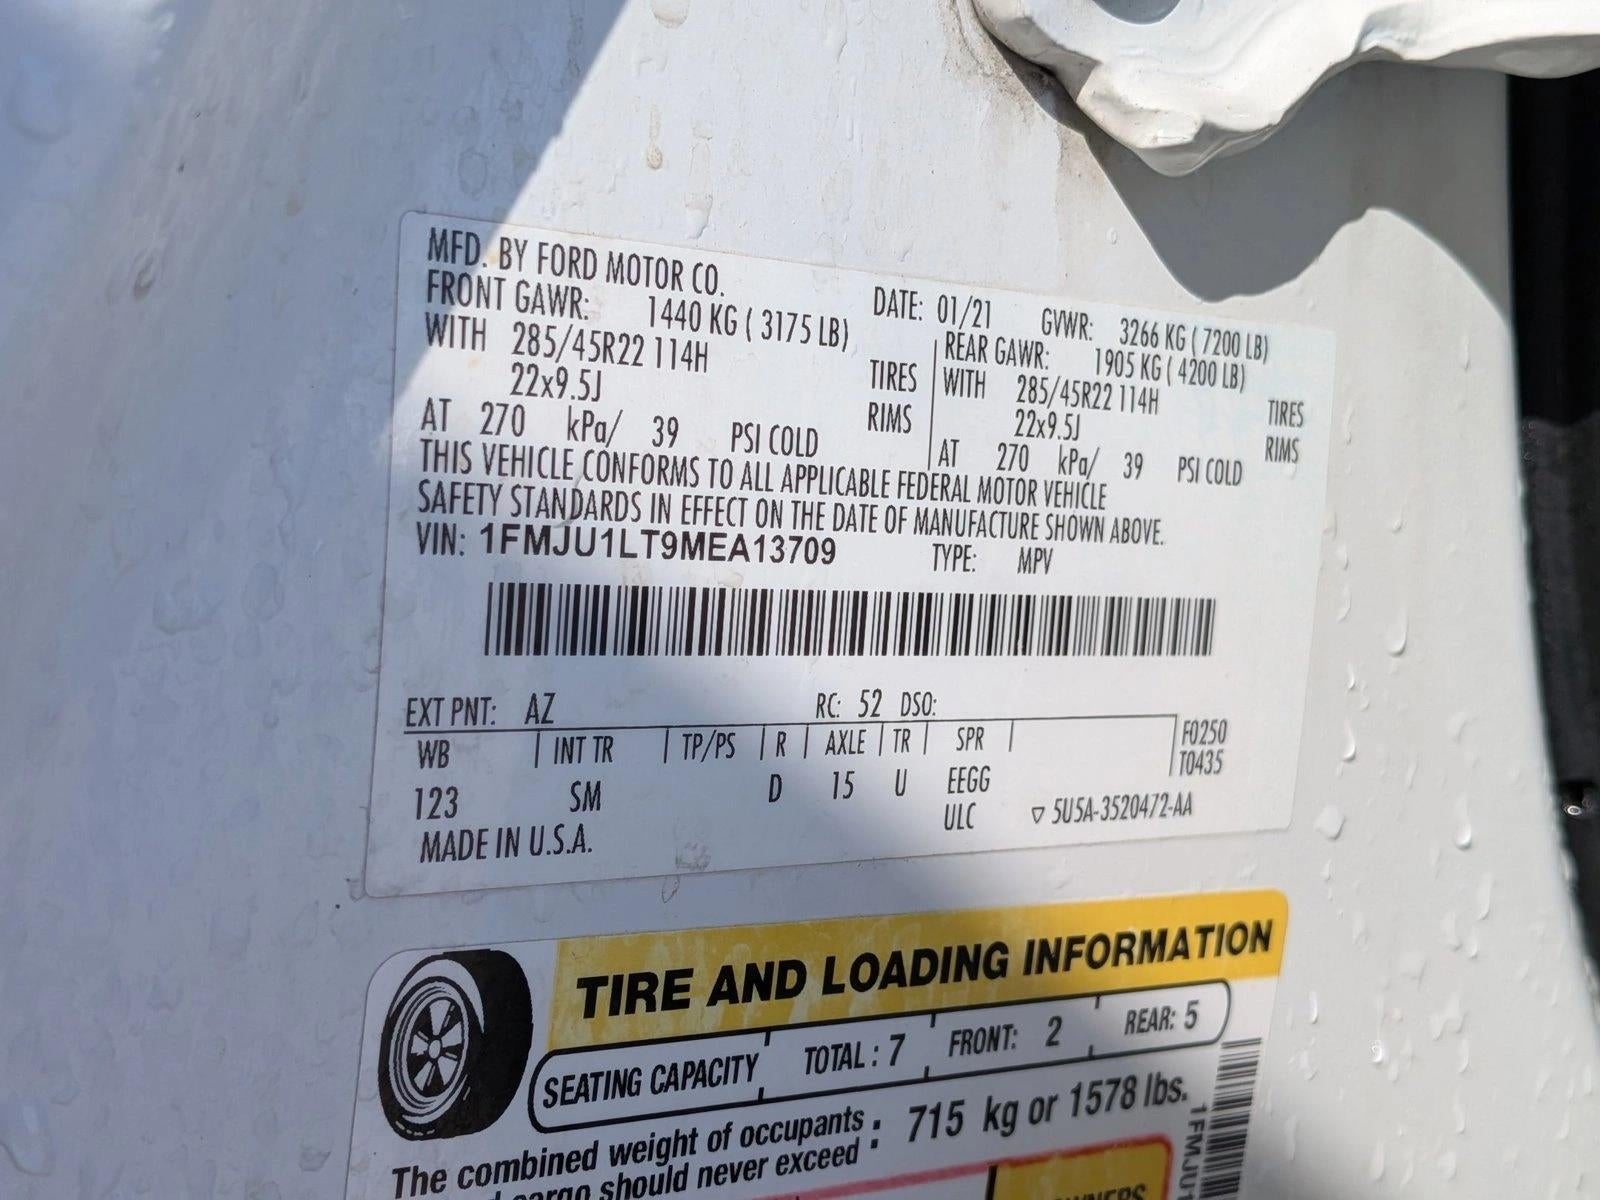 MFD. BY FORD MOTOR CO.
DATE: 01/21 GVWR: 3266 KG ( 7200 LB)
FRONT GAWR: 1440 KG ( 3175 LB)
WITH 285/45R22 114H TIRES
22x9.5J RIMS
AT 270 kPa/ 39 PSI COLD
REAR GAWR: 1905 KG ( 4200 LB)
WITH 285/45R22 114H TIRES
22x9.5J RIMS
AT 270 kPa/ 39 PSI COLD
THIS VEHICLE CONFORMS TO ALL APPLICABLE FEDERAL MOTOR VEHICLE
SAFETY STANDARDS IN EFFECT ON THE DATE OF MANUFACTURE SHOWN ABOVE.
VIN: 1FMJU1LT9MEA13709 TYPE: MPV
EXT PNT: AZ RC: 52 DSO:
WB INT TR TP/PS R AXLE TR SPR F0250
T0435
123 SM D 15 U EEGG
ULC ▽ 5U5A-3520472-AA
MADE IN U.S.A.
TIRE AND LOADING INFORMATION
SEATING CAPACITY TOTAL : 7 FRONT: 2 REAR: 5
The combined weight of occupants
cargo should never exceed : 715 kg or 1578 lbs.
1FMJU1